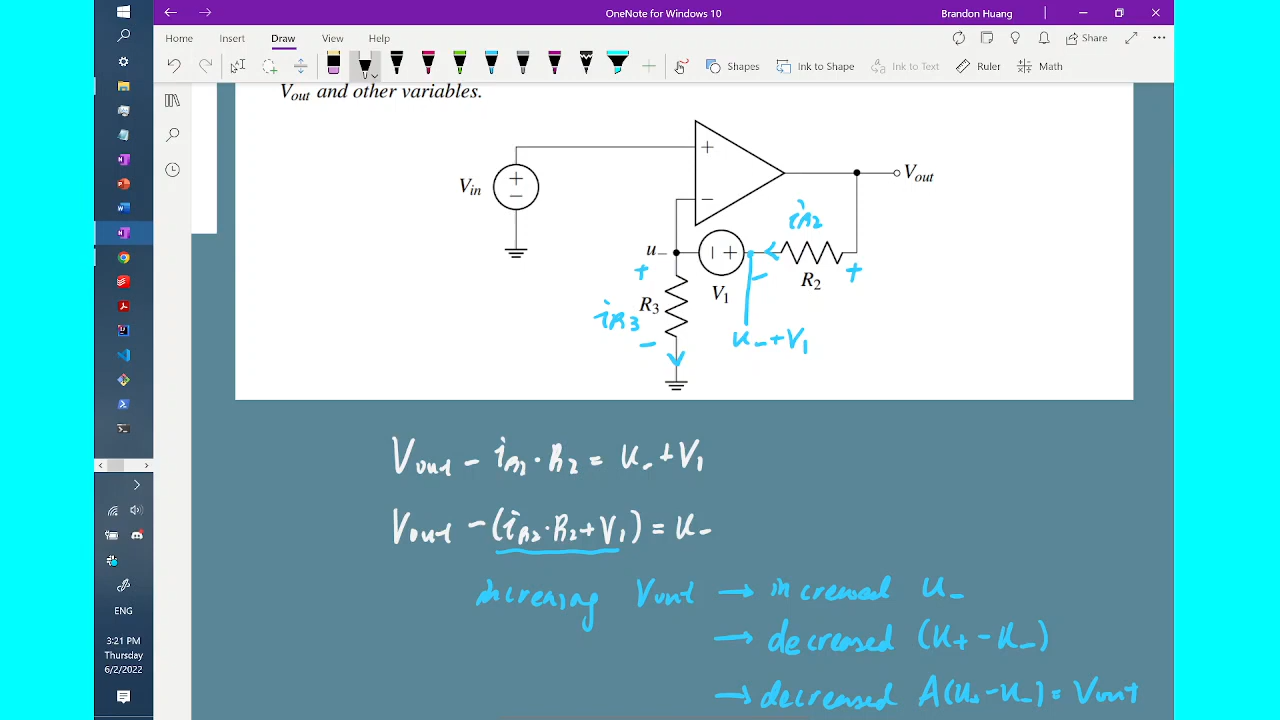 OneNote for Windows 10
Brandon Huang
Home Insert Draw View Help
Share
Shapes
Ink to Shape
Ink to Text
Ruler
Math
Vout and other variables.
Vin
+
−
+
−
Vout
iR2
u−
− +
+
−
+
R3
V1
R2
iR3
−
u−+V1
Vout − iR2 · R2 = u− + V1
Vout − (iR2 · R2 + V1) = u−
increasing Vout → increased u−
→ decreased (u+ − u−)
→ decreased A(u+ − u−) = Vout
ENG
3:21 PM
Thursday
6/2/2022